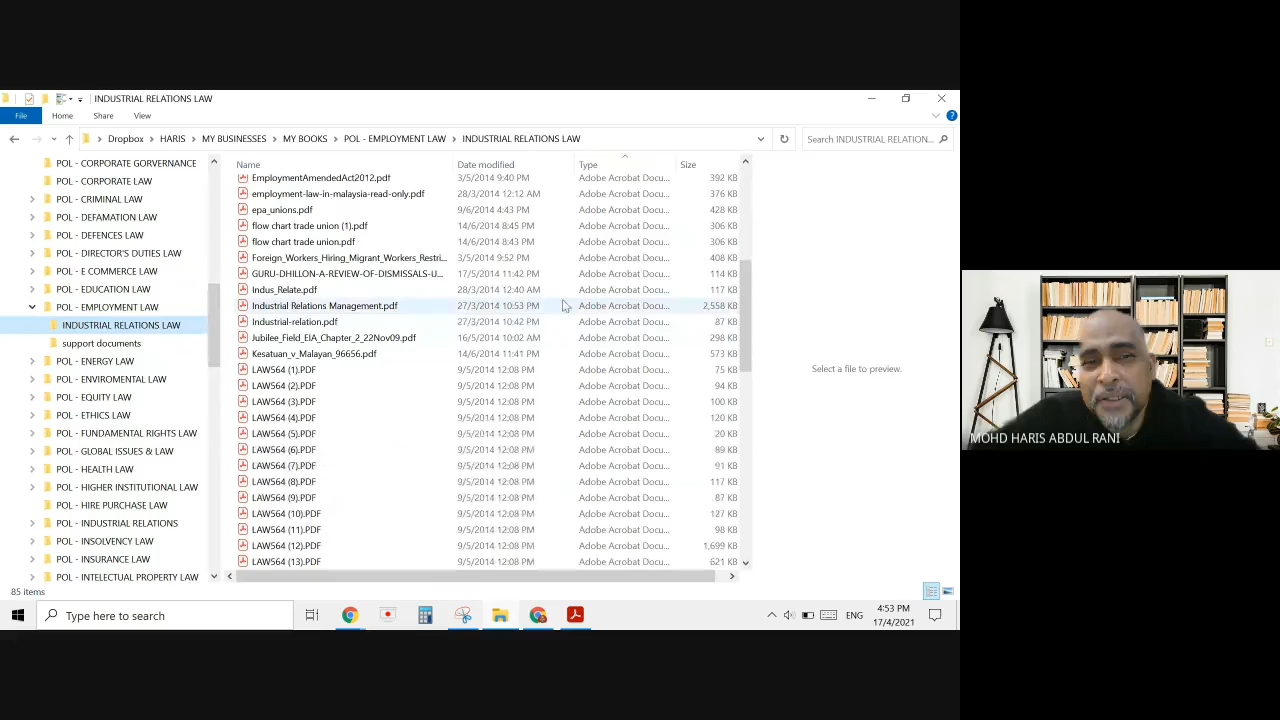 INDUSTRIAL RELATIONS LAW
File Home Share View
Dropbox HARIS MY BUSINESSES MY BOOKS POL - EMPLOYMENT LAW INDUSTRIAL RELATIONS LAW Search INDUSTRIAL RELATION...
POL - CORPORATE GORVERNANCE
POL - CORPORATE LAW
POL - CRIMINAL LAW
POL - DEFAMATION LAW
POL - DEFENCES LAW
POL - DIRECTOR'S DUTIES LAW
POL - E COMMERCE LAW
POL - EDUCATION LAW
POL - EMPLOYMENT LAW
INDUSTRIAL RELATIONS LAW
support documents
POL - ENERGY LAW
POL - ENVIROMENTAL LAW
POL - EQUITY LAW
POL - ETHICS LAW
POL - FUNDAMENTAL RIGHTS LAW
POL - GLOBAL ISSUES & LAW
POL - HEALTH LAW
POL - HIGHER INSTITUTIONAL LAW
POL - HIRE PURCHASE LAW
POL - INDUSTRIAL RELATIONS
POL - INSOLVENCY LAW
POL - INSURANCE LAW
POL - INTELECTUAL PROPERTY LAW
Name Date modified Type Size
EmploymentAmendedAct2012.pdf 3/5/2014 9:40 PM Adobe Acrobat Docu... 392 KB
employment-law-in-malaysia-read-only.pdf 28/3/2014 12:12 AM Adobe Acrobat Docu... 376 KB
epa_unions.pdf 9/6/2014 4:43 PM Adobe Acrobat Docu... 428 KB
flow chart trade union (1).pdf 14/6/2014 8:45 PM Adobe Acrobat Docu... 306 KB
flow chart trade union.pdf 14/6/2014 8:43 PM Adobe Acrobat Docu... 306 KB
Foreign_Workers_Hiring_Migrant_Workers_Restri... 3/5/2014 9:52 PM Adobe Acrobat Docu... 408 KB
GURU-DHILLON-A-REVIEW-OF-DISMISSALS-U... 17/5/2014 11:42 PM Adobe Acrobat Docu... 114 KB
Indus_Relate.pdf 28/3/2014 12:40 AM Adobe Acrobat Docu... 117 KB
Industrial Relations Management.pdf 27/3/2014 10:53 PM Adobe Acrobat Docu... 2,558 KB
Industrial-relation.pdf 27/3/2014 10:42 PM Adobe Acrobat Docu... 87 KB
Jubilee_Field_EIA_Chapter_2_22Nov09.pdf 16/5/2014 10:02 AM Adobe Acrobat Docu... 298 KB
Kesatuan_v_Malayan_96656.pdf 14/6/2014 11:41 PM Adobe Acrobat Docu... 573 KB
LAW564 (1).PDF 9/5/2014 12:08 PM Adobe Acrobat Docu... 75 KB
LAW564 (2).PDF 9/5/2014 12:08 PM Adobe Acrobat Docu... 94 KB
LAW564 (3).PDF 9/5/2014 12:08 PM Adobe Acrobat Docu... 100 KB
LAW564 (4).PDF 9/5/2014 12:08 PM Adobe Acrobat Docu... 120 KB
LAW564 (5).PDF 9/5/2014 12:08 PM Adobe Acrobat Docu... 20 KB
LAW564 (6).PDF 9/5/2014 12:08 PM Adobe Acrobat Docu... 89 KB
LAW564 (7).PDF 9/5/2014 12:08 PM Adobe Acrobat Docu... 91 KB
LAW564 (8).PDF 9/5/2014 12:08 PM Adobe Acrobat Docu... 117 KB
LAW564 (9).PDF 9/5/2014 12:08 PM Adobe Acrobat Docu... 87 KB
LAW564 (10).PDF 9/5/2014 12:08 PM Adobe Acrobat Docu... 127 KB
LAW564 (11).PDF 9/5/2014 12:08 PM Adobe Acrobat Docu... 98 KB
LAW564 (12).PDF 9/5/2014 12:08 PM Adobe Acrobat Docu... 1,699 KB
LAW564 (13).PDF 9/5/2014 12:08 PM Adobe Acrobat Docu... 621 KB
Select a file to preview.
MOHD HARIS ABDUL RANI
85 items
Type here to search
ENG
4:53 PM
17/4/2021